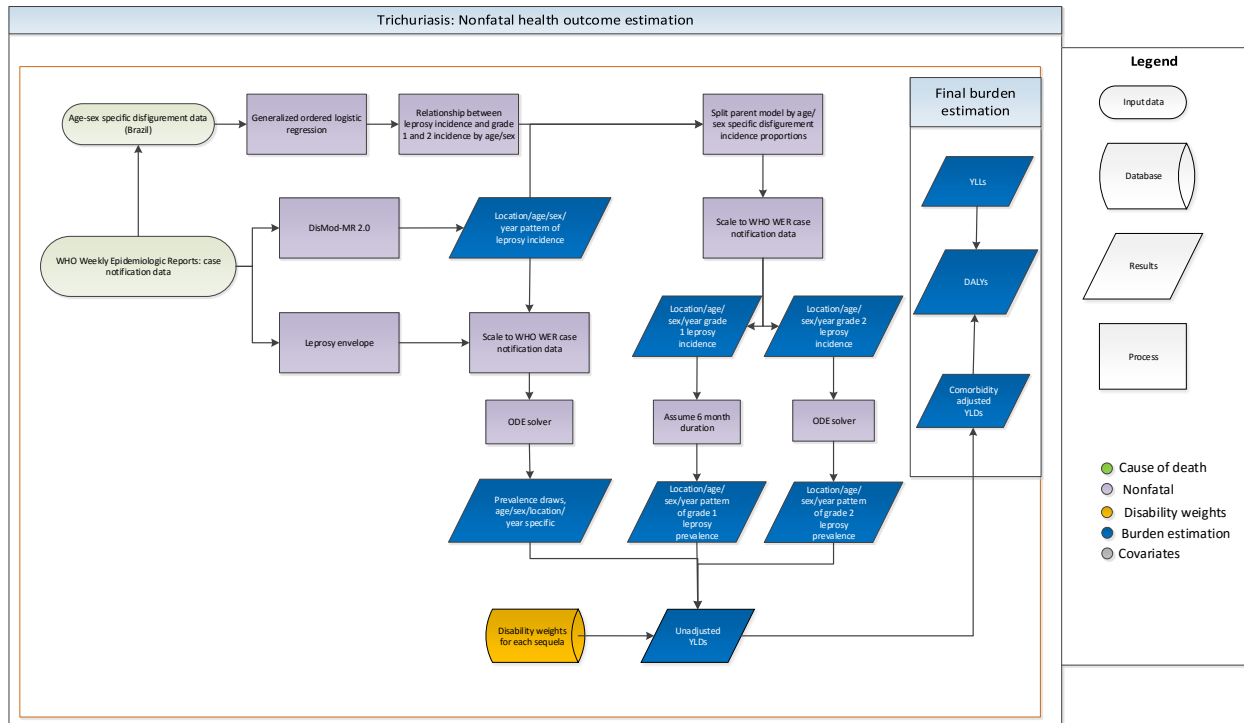 Trichuriasis: Nonfatal health outcome estimation
Age-sex specific disfigurement data
(Brazil)
Generalized ordered logistic
regression
Relationship between
leprosy incidence and grade
1 and 2 incidence by age/sex
Split parent model by age/
sex specific disfigurement
incidence proportions
Final burden
estimation
YLLs
DisMod-MR 2.0
Location/age/sex/
year pattern of
leprosy incidence
Scale to WHO WER case
notification data
WHO Weekly Epidemiologic Reports: case
notification data
DALYs
Leprosy envelope
Scale to WHO WER case
notification data
Location/age/
sex/year grade
1 leprosy
incidence
Location/age/
sex/year grade 2
leprosy
incidence
Comorbidity
adjusted
YLDs
ODE solver
Assume 6 month
duration
ODE solver
Prevalence draws,
age/sex/location/
year specific
Location/age/
sex/year pattern
of grade 1
leprosy
prevalence
Location/age/
sex/year pattern
of grade 2
leprosy
prevalence
Disability weights
for each sequela
Unadjusted
YLDs
Legend
Input data
Database
Results
Process
Cause of death
Nonfatal
Disability weights
Burden estimation
Covariates